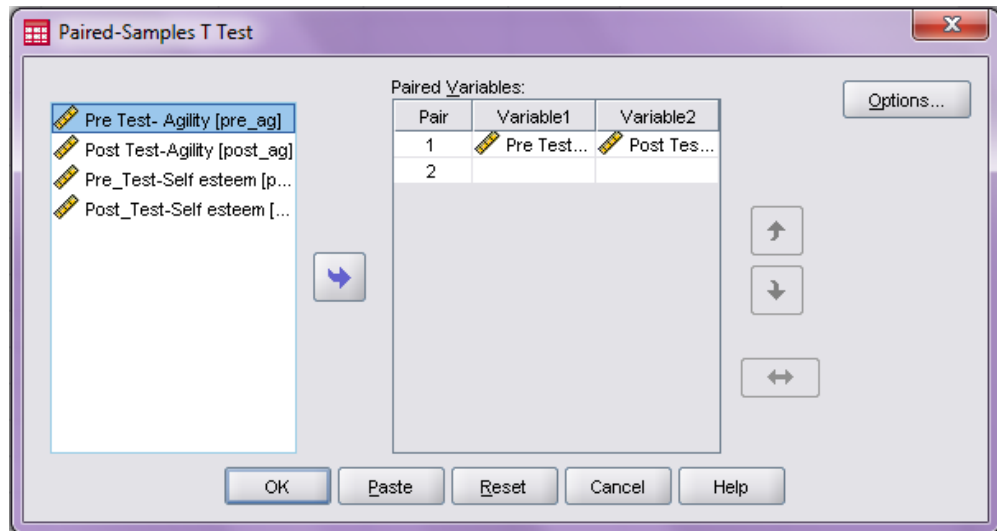 Paired-Samples T Test
Pre Test- Agility [pre_ag]
Post Test-Agility [post_ag]
Pre_Test-Self esteem [p...
Post_Test-Self esteem [...
Paired Variables:
Pair Variable1 Variable2
1 Pre Test... Post Tes...
2
Options...
OK Paste Reset Cancel Help